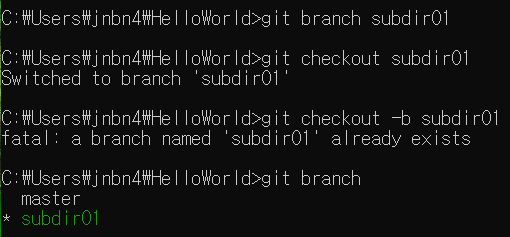 C:₩Users₩jnbn4₩HelloWorld>git branch subdir01
C:₩Users₩jnbn4₩HelloWorld>git checkout subdir01
Switched to branch 'subdir01'
C:₩Users₩jnbn4₩HelloWorld>git checkout -b subdir01
fatal: a branch named 'subdir01' already exists
C:₩Users₩jnbn4₩HelloWorld>git branch
master
* subdir01